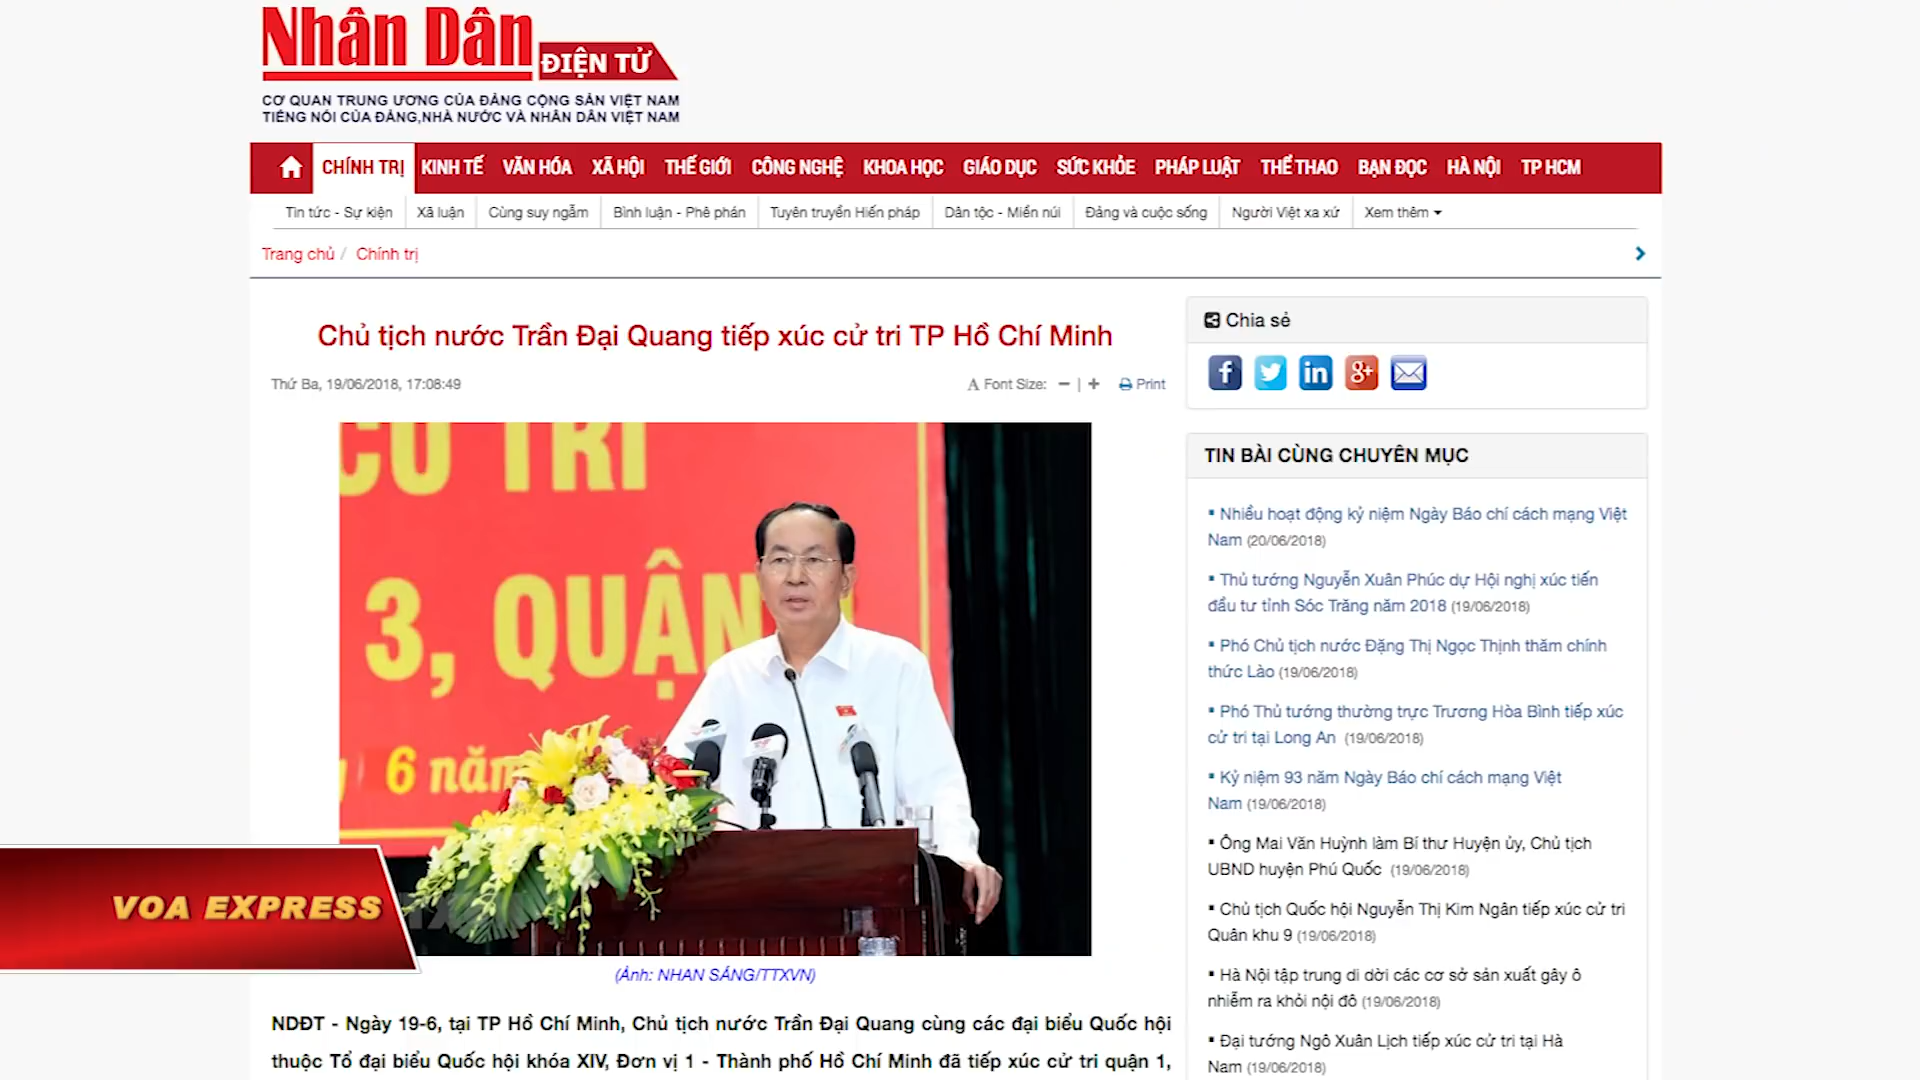 Nhân Dân
ĐIỆN TỬ
CƠ QUAN TRUNG ƯƠNG CỦA ĐẢNG CỘNG SẢN VIỆT NAM
TIẾNG NÓI CỦA ĐẢNG,NHÀ NƯỚC VÀ NHÂN DÂN VIỆT NAM
CHÍNH TRỊ KINH TẾ VĂN HÓA XÃ HỘI THẾ GIỚI CÔNG NGHỆ KHOA HỌC GIÁO DỤC SỨC KHỎE PHÁP LUẬT THỂ THAO BẠN ĐỌC HÀ NỘI TP HCM
Tin tức - Sự kiện Xã luận Cùng suy ngẫm Bình luận - Phê phán Tuyên truyền Hiến pháp Dân tộc - Miền núi Đảng và cuộc sống Người Việt xa xứ Xem thêm
Trang chủ / Chính trị
Chủ tịch nước Trần Đại Quang tiếp xúc cử tri TP Hồ Chí Minh
Thứ Ba, 19/06/2018, 17:08:49
A Font Size: − | + Print
CỬ TRI
3, QUẬN
6 năm
VOA EXPRESS
(Ảnh: NHAN SÁNG/TTXVN)
NDĐT - Ngày 19-6, tại TP Hồ Chí Minh, Chủ tịch nước Trần Đại Quang cùng các đại biểu Quốc hội
thuộc Tổ đại biểu Quốc hội khóa XIV, Đơn vị 1 - Thành phố Hồ Chí Minh đã tiếp xúc cử tri quận 1,
Chia sẻ
f in g+
TIN BÀI CÙNG CHUYÊN MỤC
Nhiều hoạt động kỷ niệm Ngày Báo chí cách mạng Việt
Nam (20/06/2018)
Thủ tướng Nguyễn Xuân Phúc dự Hội nghị xúc tiến
đầu tư tỉnh Sóc Trăng năm 2018 (19/06/2018)
Phó Chủ tịch nước Đặng Thị Ngọc Thịnh thăm chính
thức Lào (19/06/2018)
Phó Thủ tướng thường trực Trương Hòa Bình tiếp xúc
cử tri tại Long An (19/06/2018)
Kỷ niệm 93 năm Ngày Báo chí cách mạng Việt
Nam (19/06/2018)
Ông Mai Văn Huỳnh làm Bí thư Huyện ủy, Chủ tịch
UBND huyện Phú Quốc (19/06/2018)
Chủ tịch Quốc hội Nguyễn Thị Kim Ngân tiếp xúc cử tri
Quân khu 9 (19/06/2018)
Hà Nội tập trung di dời các cơ sở sản xuất gây ô
nhiễm ra khỏi nội đô (19/06/2018)
Đại tướng Ngô Xuân Lịch tiếp xúc cử tri tại Hà
Nam (19/06/2018)